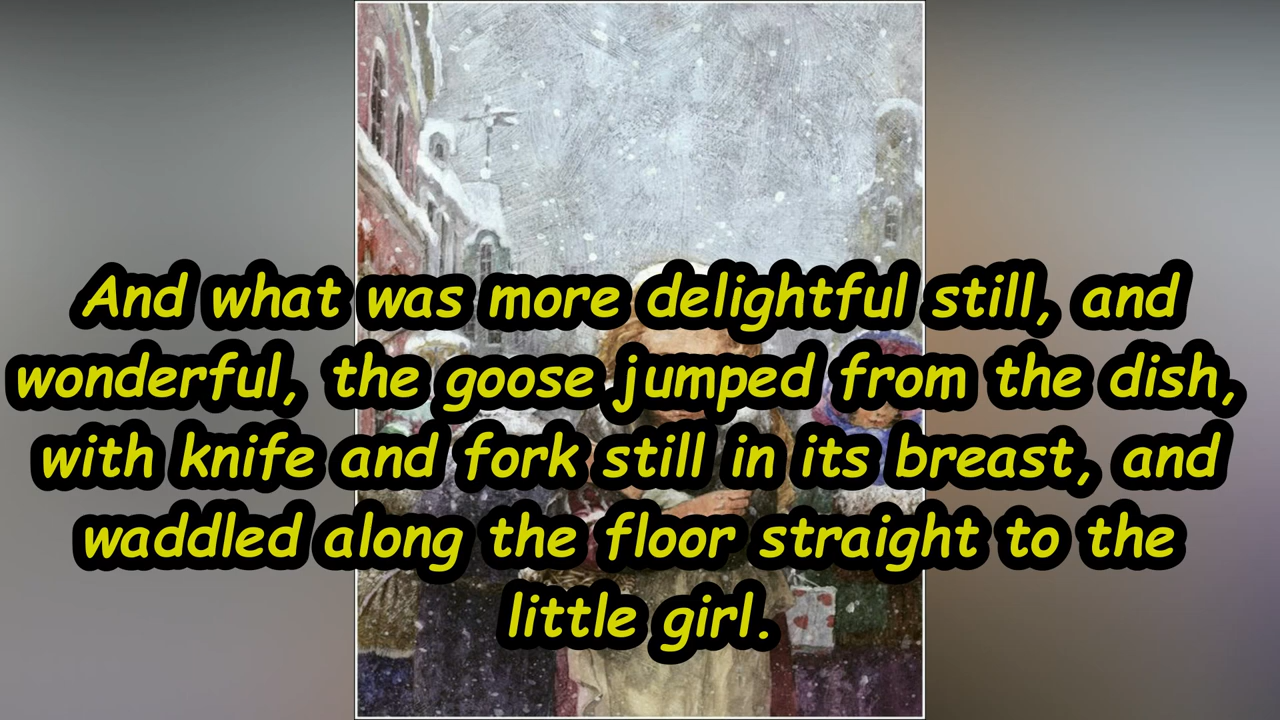 And what was more delightful still, and
wonderful, the goose jumped from the dish,
with knife and fork still in its breast, and
waddled along the floor straight to the
little girl.